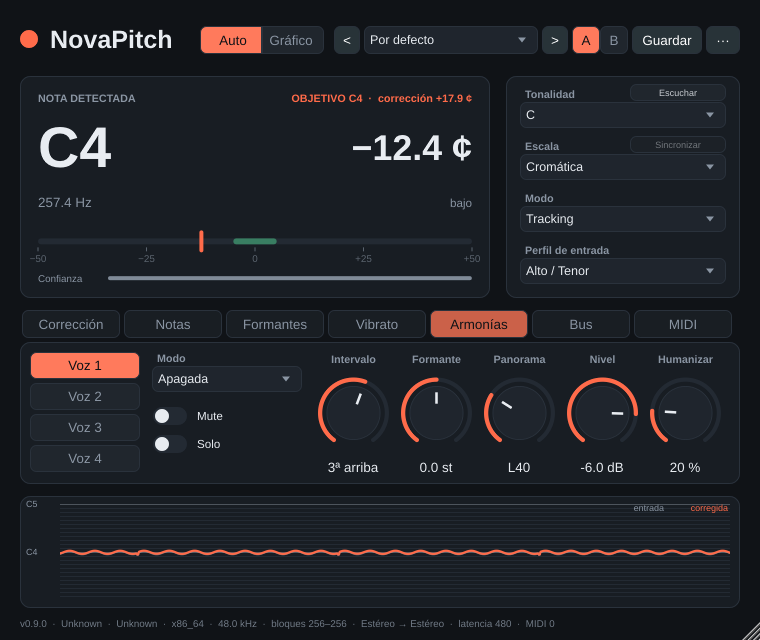 NovaPitch
Auto
Gráfico
<
Por defecto
>
A
B
Guardar
...
NOTA DETECTADA
OBJETIVO C4 · corrección +17.9 ¢
C4
−12.4 ¢
257.4 Hz
bajo
−50
−25
0
+25
+50
Confianza
Tonalidad
Escuchar
C
Escala
Sincronizar
Cromática
Modo
Tracking
Perfil de entrada
Alto / Tenor
Corrección
Notas
Formantes
Vibrato
Armonías
Bus
MIDI
Voz 1
Voz 2
Voz 3
Voz 4
Modo
Apagada
Mute
Solo
Intervalo
Formante
Panorama
Nivel
Humanizar
3ª arriba
0.0 st
L40
-6.0 dB
20 %
C5
entrada
corregida
C4
v0.9.0 · Unknown · Unknown · x86_64 · 48.0 kHz · bloques 256–256 · Estéreo → Estéreo · latencia 480 · MIDI 0